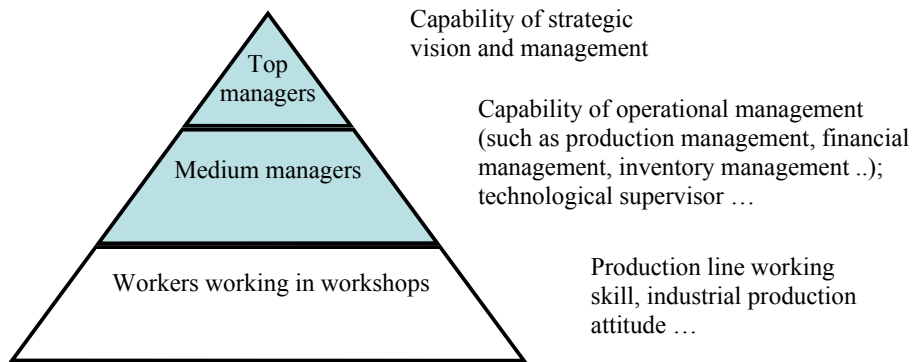 Capability of strategic
vision and management
Top
managers
Capability of operational management
(such as production management, financial
management, inventory management ..);
technological supervisor …
Medium managers
Production line working
skill, industrial production
attitude …
Workers working in workshops